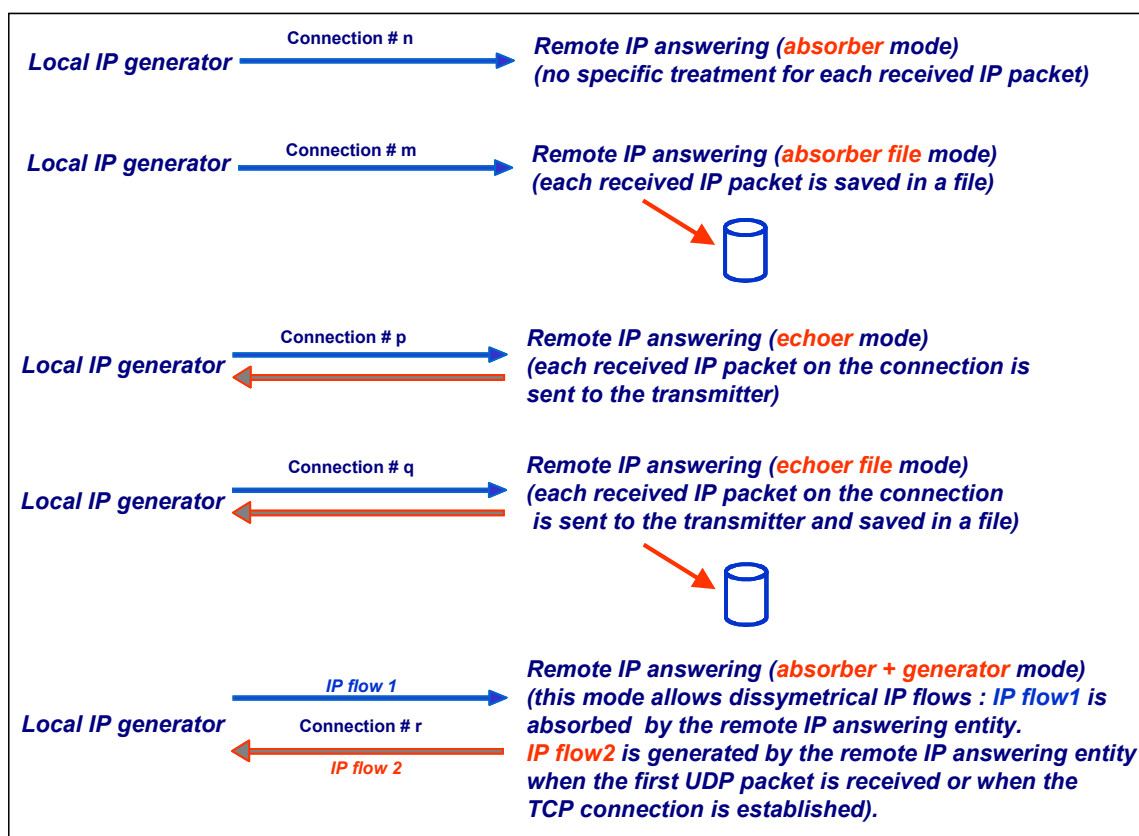 Connection # n
Local IP generator
Remote IP answering (absorber mode)
(no specific treatment for each received IP packet)
Connection # m
Local IP generator
Remote IP answering (absorber file mode)
(each received IP packet is saved in a file)
Connection # p
Local IP generator
Remote IP answering (echoer mode)
(each received IP packet on the connection is
sent to the transmitter)
Connection # q
Local IP generator
Remote IP answering (echoer file mode)
(each received IP packet on the connection
is sent to the transmitter and saved in a file)
IP flow 1
Local IP generator
Connection # r
IP flow 2
Remote IP answering (absorber + generator mode)
(this mode allows dissymetrical IP flows : IP flow1 is
absorbed by the remote IP answering entity.
IP flow2 is generated by the remote IP answering entity
when the first UDP packet is received or when the
TCP connection is established).